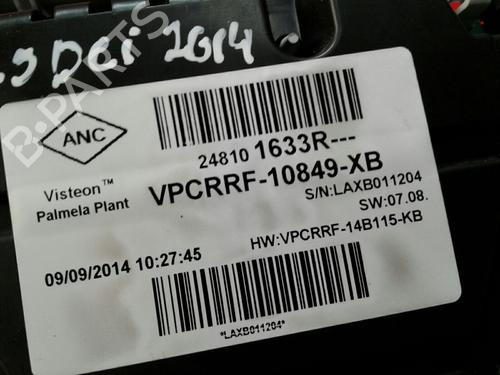 DCi 2014
B-PARTS
ANC
24810 1633R---
Visteon™
Palmela Plant
VPCRRF-10849-XB
S/N:LAXB011204
SW:07.08.
HW:VPCRRF-14B115-KB
09/09/2014 10:27:45
*LAXB011204*